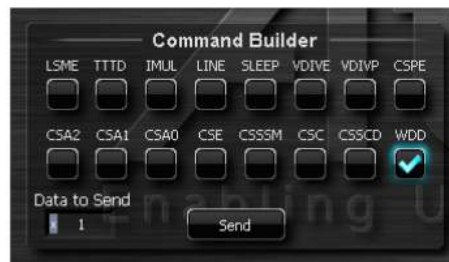 Command Builder
LSME TTTD IMUL LINE SLEEP VDIVE VDIVP CSPE
CSA2 CSA1 CSA0 CSE CSSSM CSC CSSCD WDD
Data to Send
x 1
Send
Enabling U